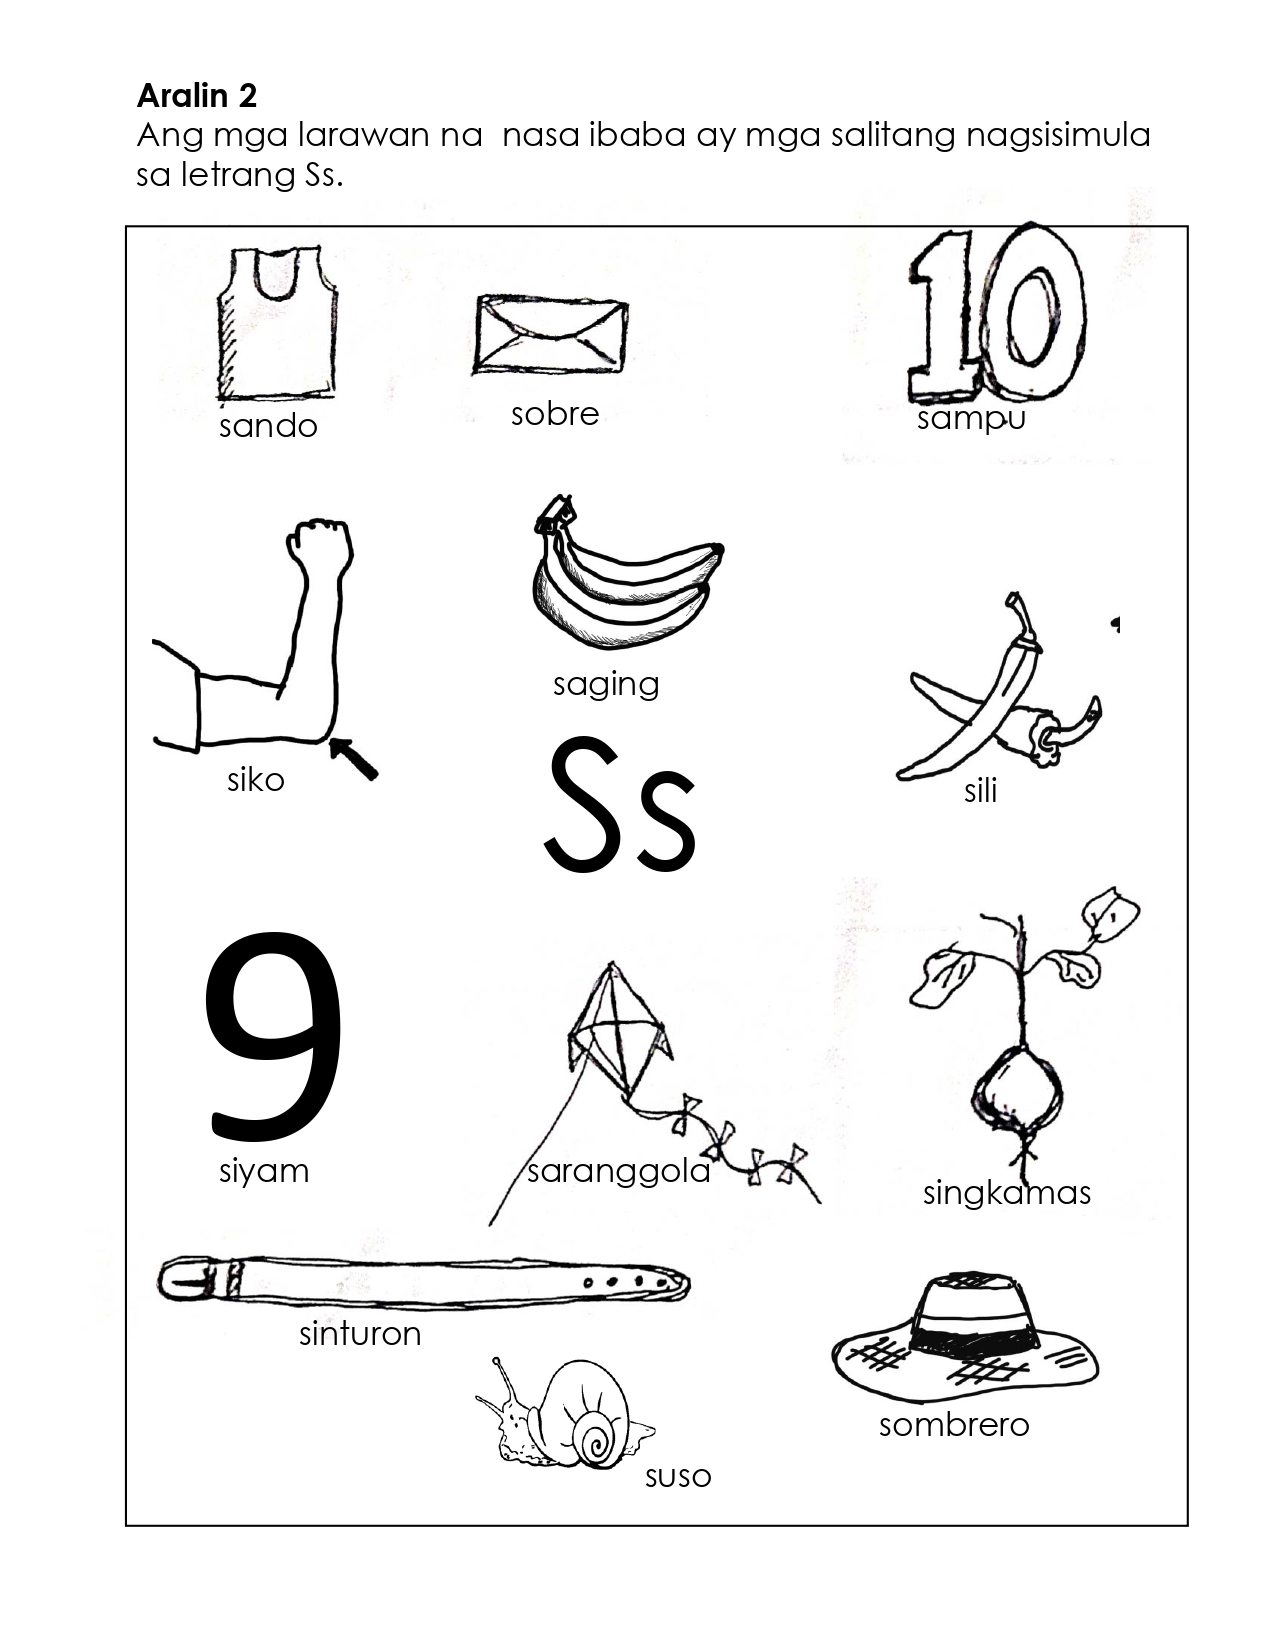 Aralin 2
Ang mga larawan na  nasa ibaba ay mga salitang nagsisimula
sa letrang Ss.
10
sando
sobre
sampu
saging
siko
sili
Ss
9
siyam
saranggola
singkamas
sinturon
sombrero
suso